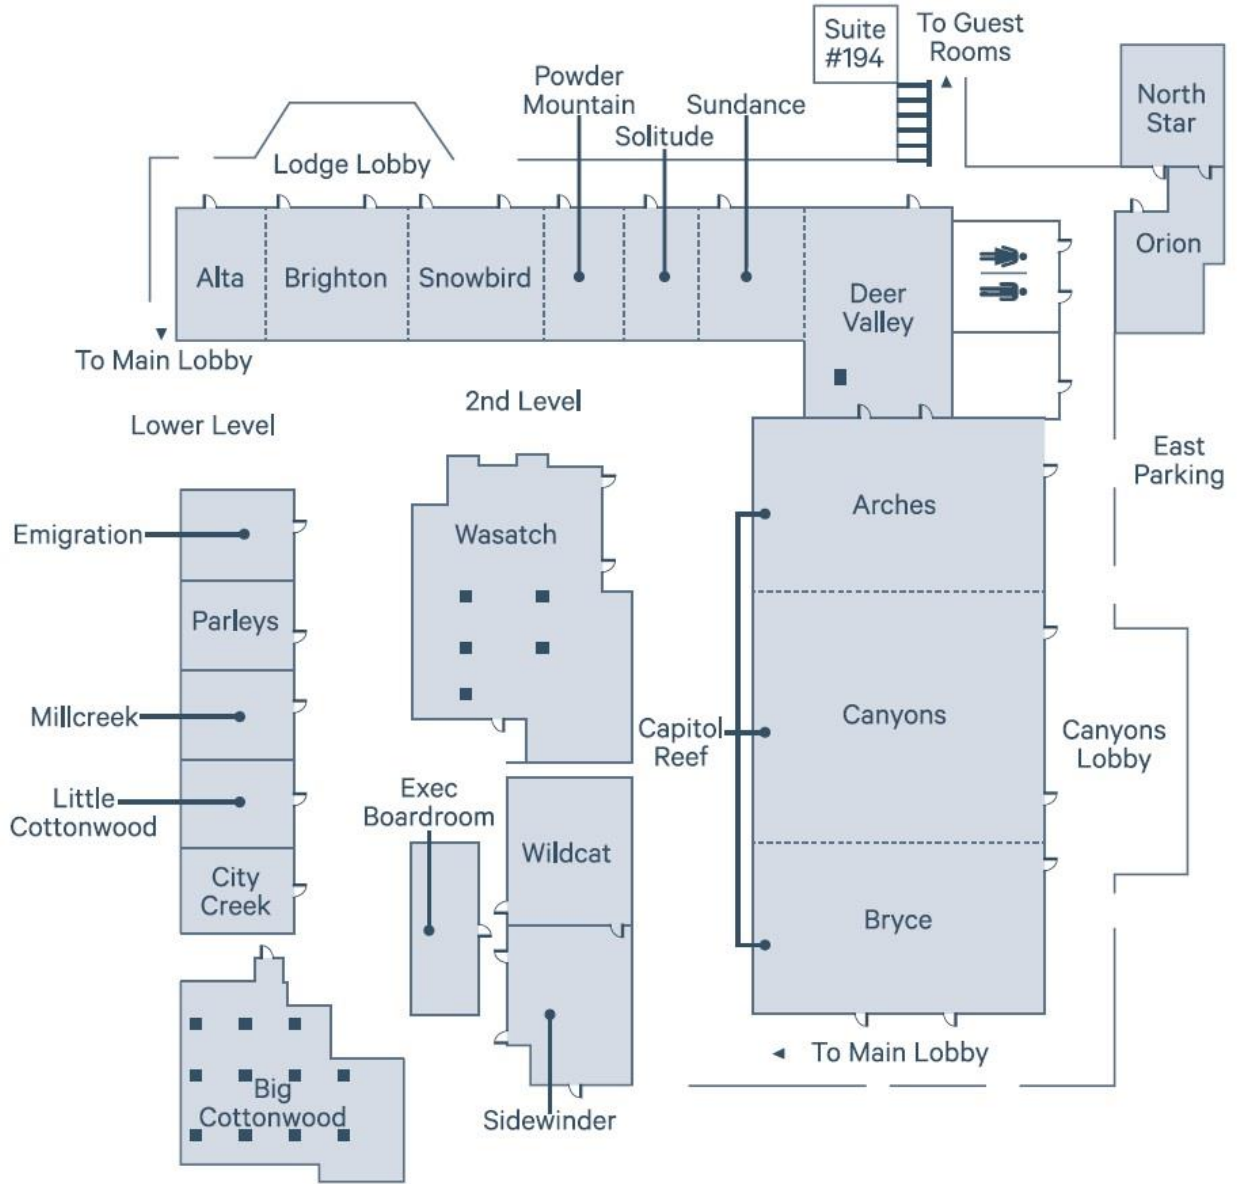 Suite
#194
To Guest
Rooms
North
Star
Powder
Mountain
Sundance
Solitude
Lodge Lobby
Alta
Brighton
Snowbird
Deer
Valley
Orion
To Main Lobby
Lower Level
2nd Level
East
Parking
Emigration
Parleys
Millcreek
Little
Cottonwood
City
Creek
Big
Cottonwood
Wasatch
Exec
Boardroom
Wildcat
Sidewinder
Arches
Capitol
Reef
Canyons
Canyons
Lobby
Bryce
To Main Lobby